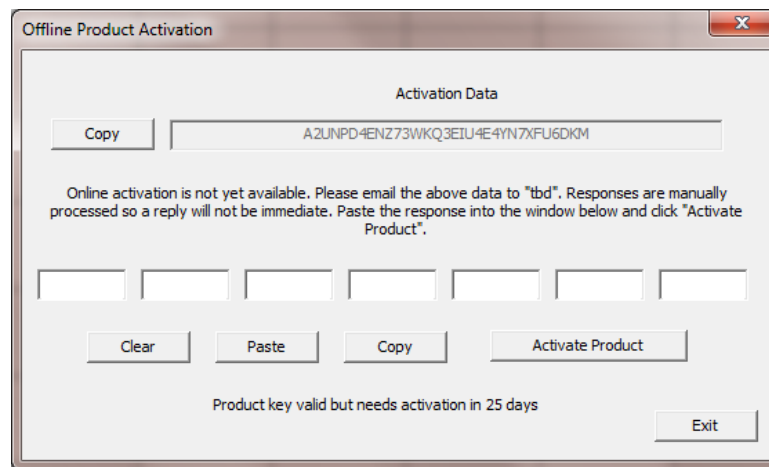 Offline Product Activation
Activation Data
Copy
A2UNPD4ENZ73WKQ3EIU4E4YN7XFU6DKM
Online activation is not yet available. Please email the above data to "tbd". Responses are manually
processed so a reply will not be immediate. Paste the response into the window below and click "Activate
Product".
Clear Paste Copy Activate Product
Product key valid but needs activation in 25 days
Exit